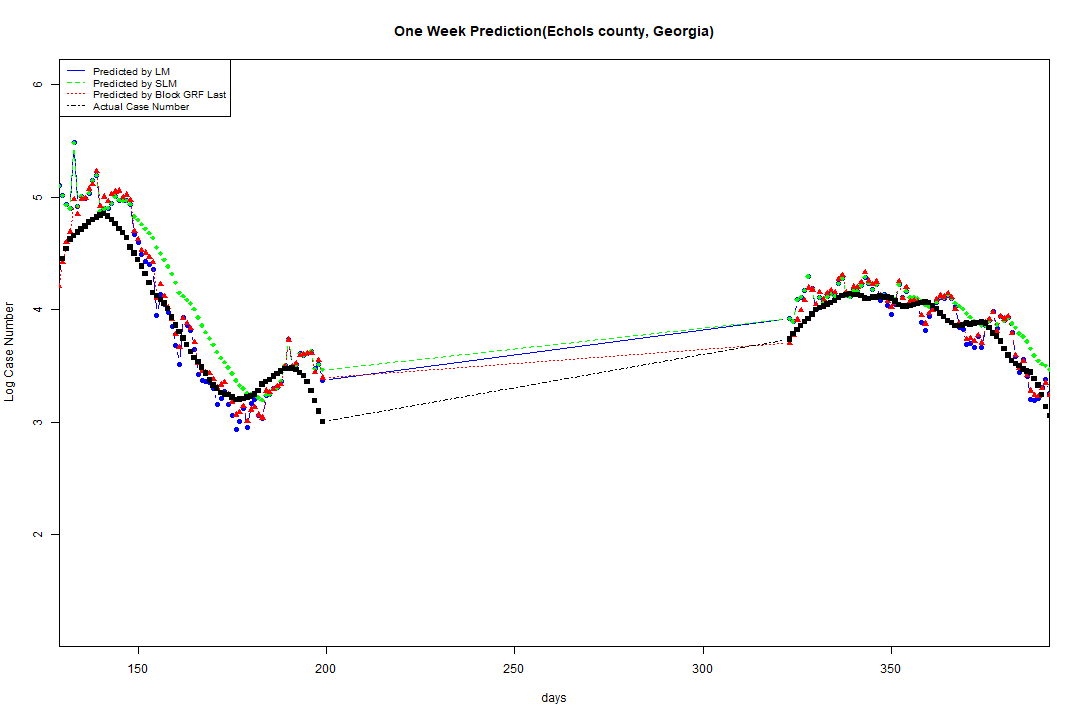 One Week Prediction(Echols county, Georgia)
Predicted by LM
Predicted by SLM
Predicted by Block GRF Last
Actual Case Number
6
5
4
3
2
Log Case Number
150
200
250
300
350
days